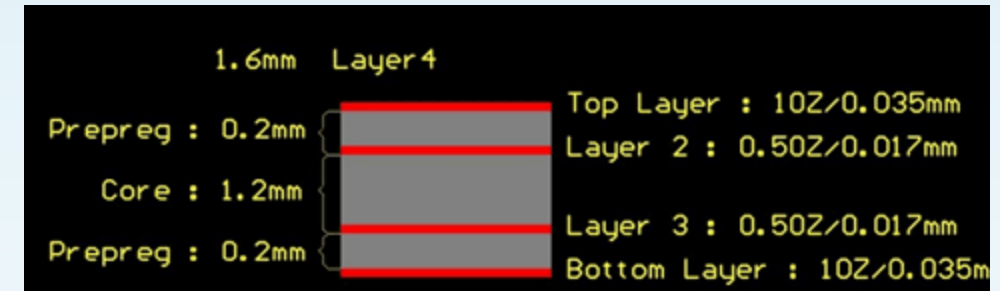 1.6mm Layer4
Top Layer : 1OZ/0.035mm
Prepreg : 0.2mm
Layer 2 : 0.5OZ/0.017mm
Core : 1.2mm
Layer 3 : 0.5OZ/0.017mm
Prepreg : 0.2mm
Bottom Layer : 1OZ/0.035m